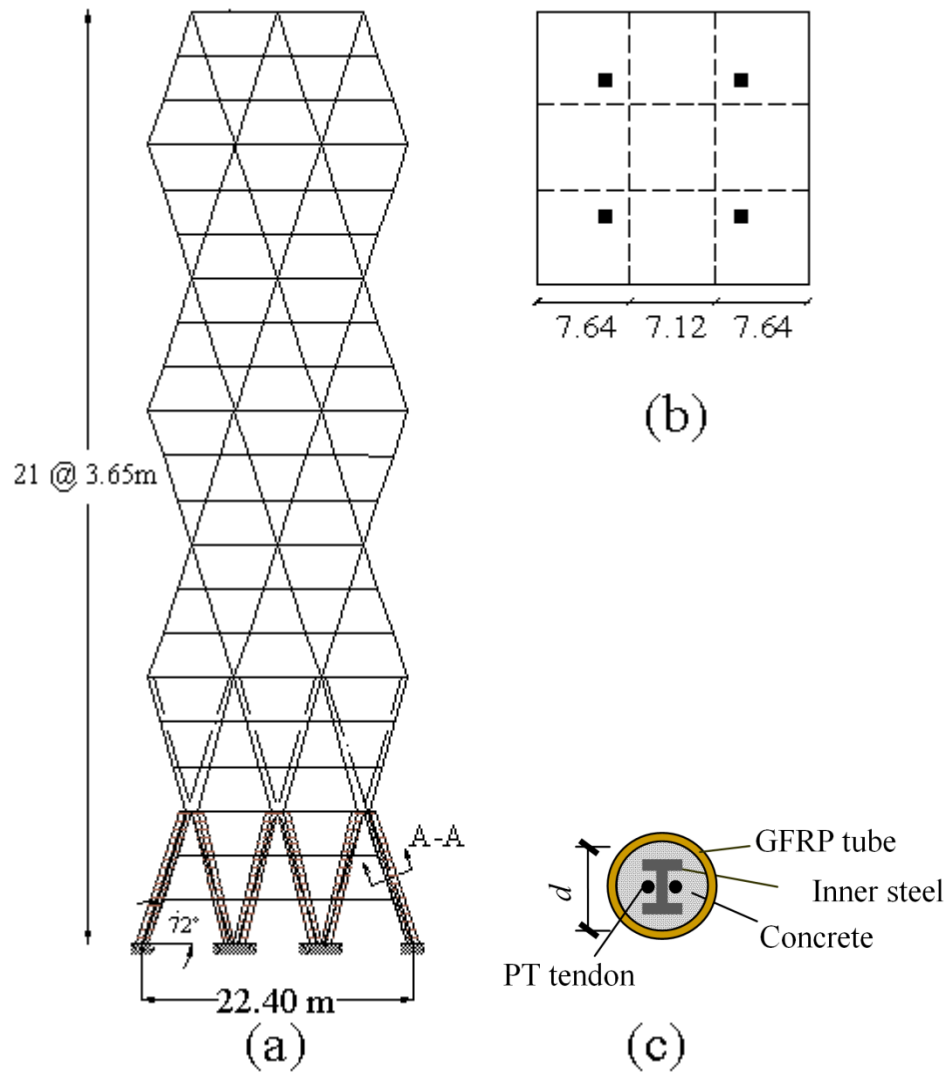 21 @ 3.65m
A-A
72°
22.40 m
(a)
7.64 7.12 7.64
(b)
GFRP tube
Inner steel
Concrete
PT tendon
d
(c)